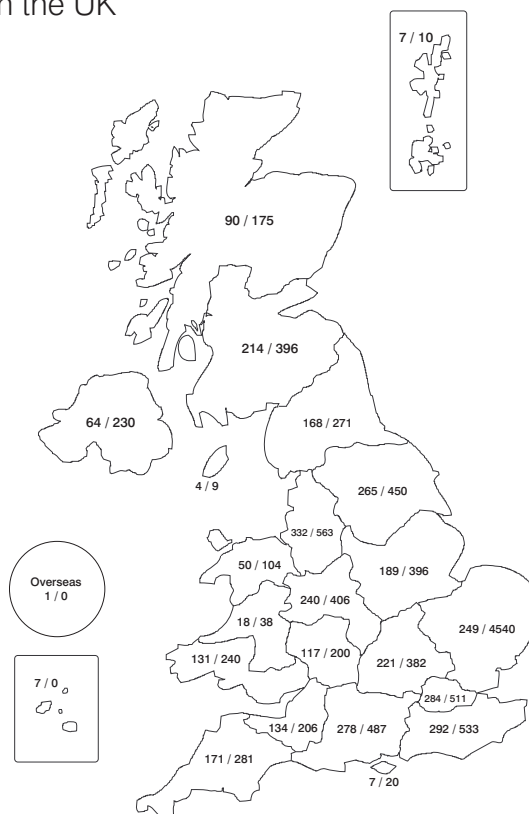 n the UK
7 / 10
90 / 175
214 / 396
64 / 230
168 / 271
4 / 9
265 / 450
332 / 563
50 / 104
189 / 396
Overseas
1 / 0
240 / 406
18 / 38
249 / 4540
117 / 200
131 / 240
221 / 382
7 / 0
284 / 511
134 / 206
278 / 487
292 / 533
171 / 281
7 / 20